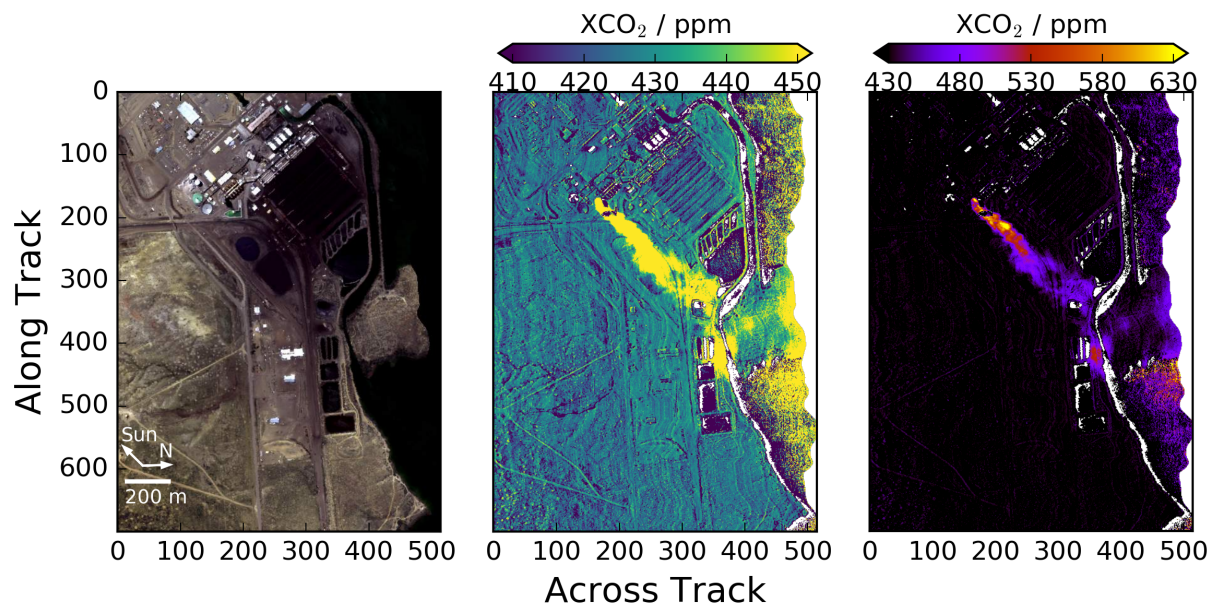 XCO₂ / ppm
XCO₂ / ppm
410 420 430 440 450
430 480 530 580 630
Along Track
0
100
200
300
400
500
600
Sun
N
200 m
0 100 200 300 400 500
0 100 200 300 400 500
0 100 200 300 400 500
Across Track